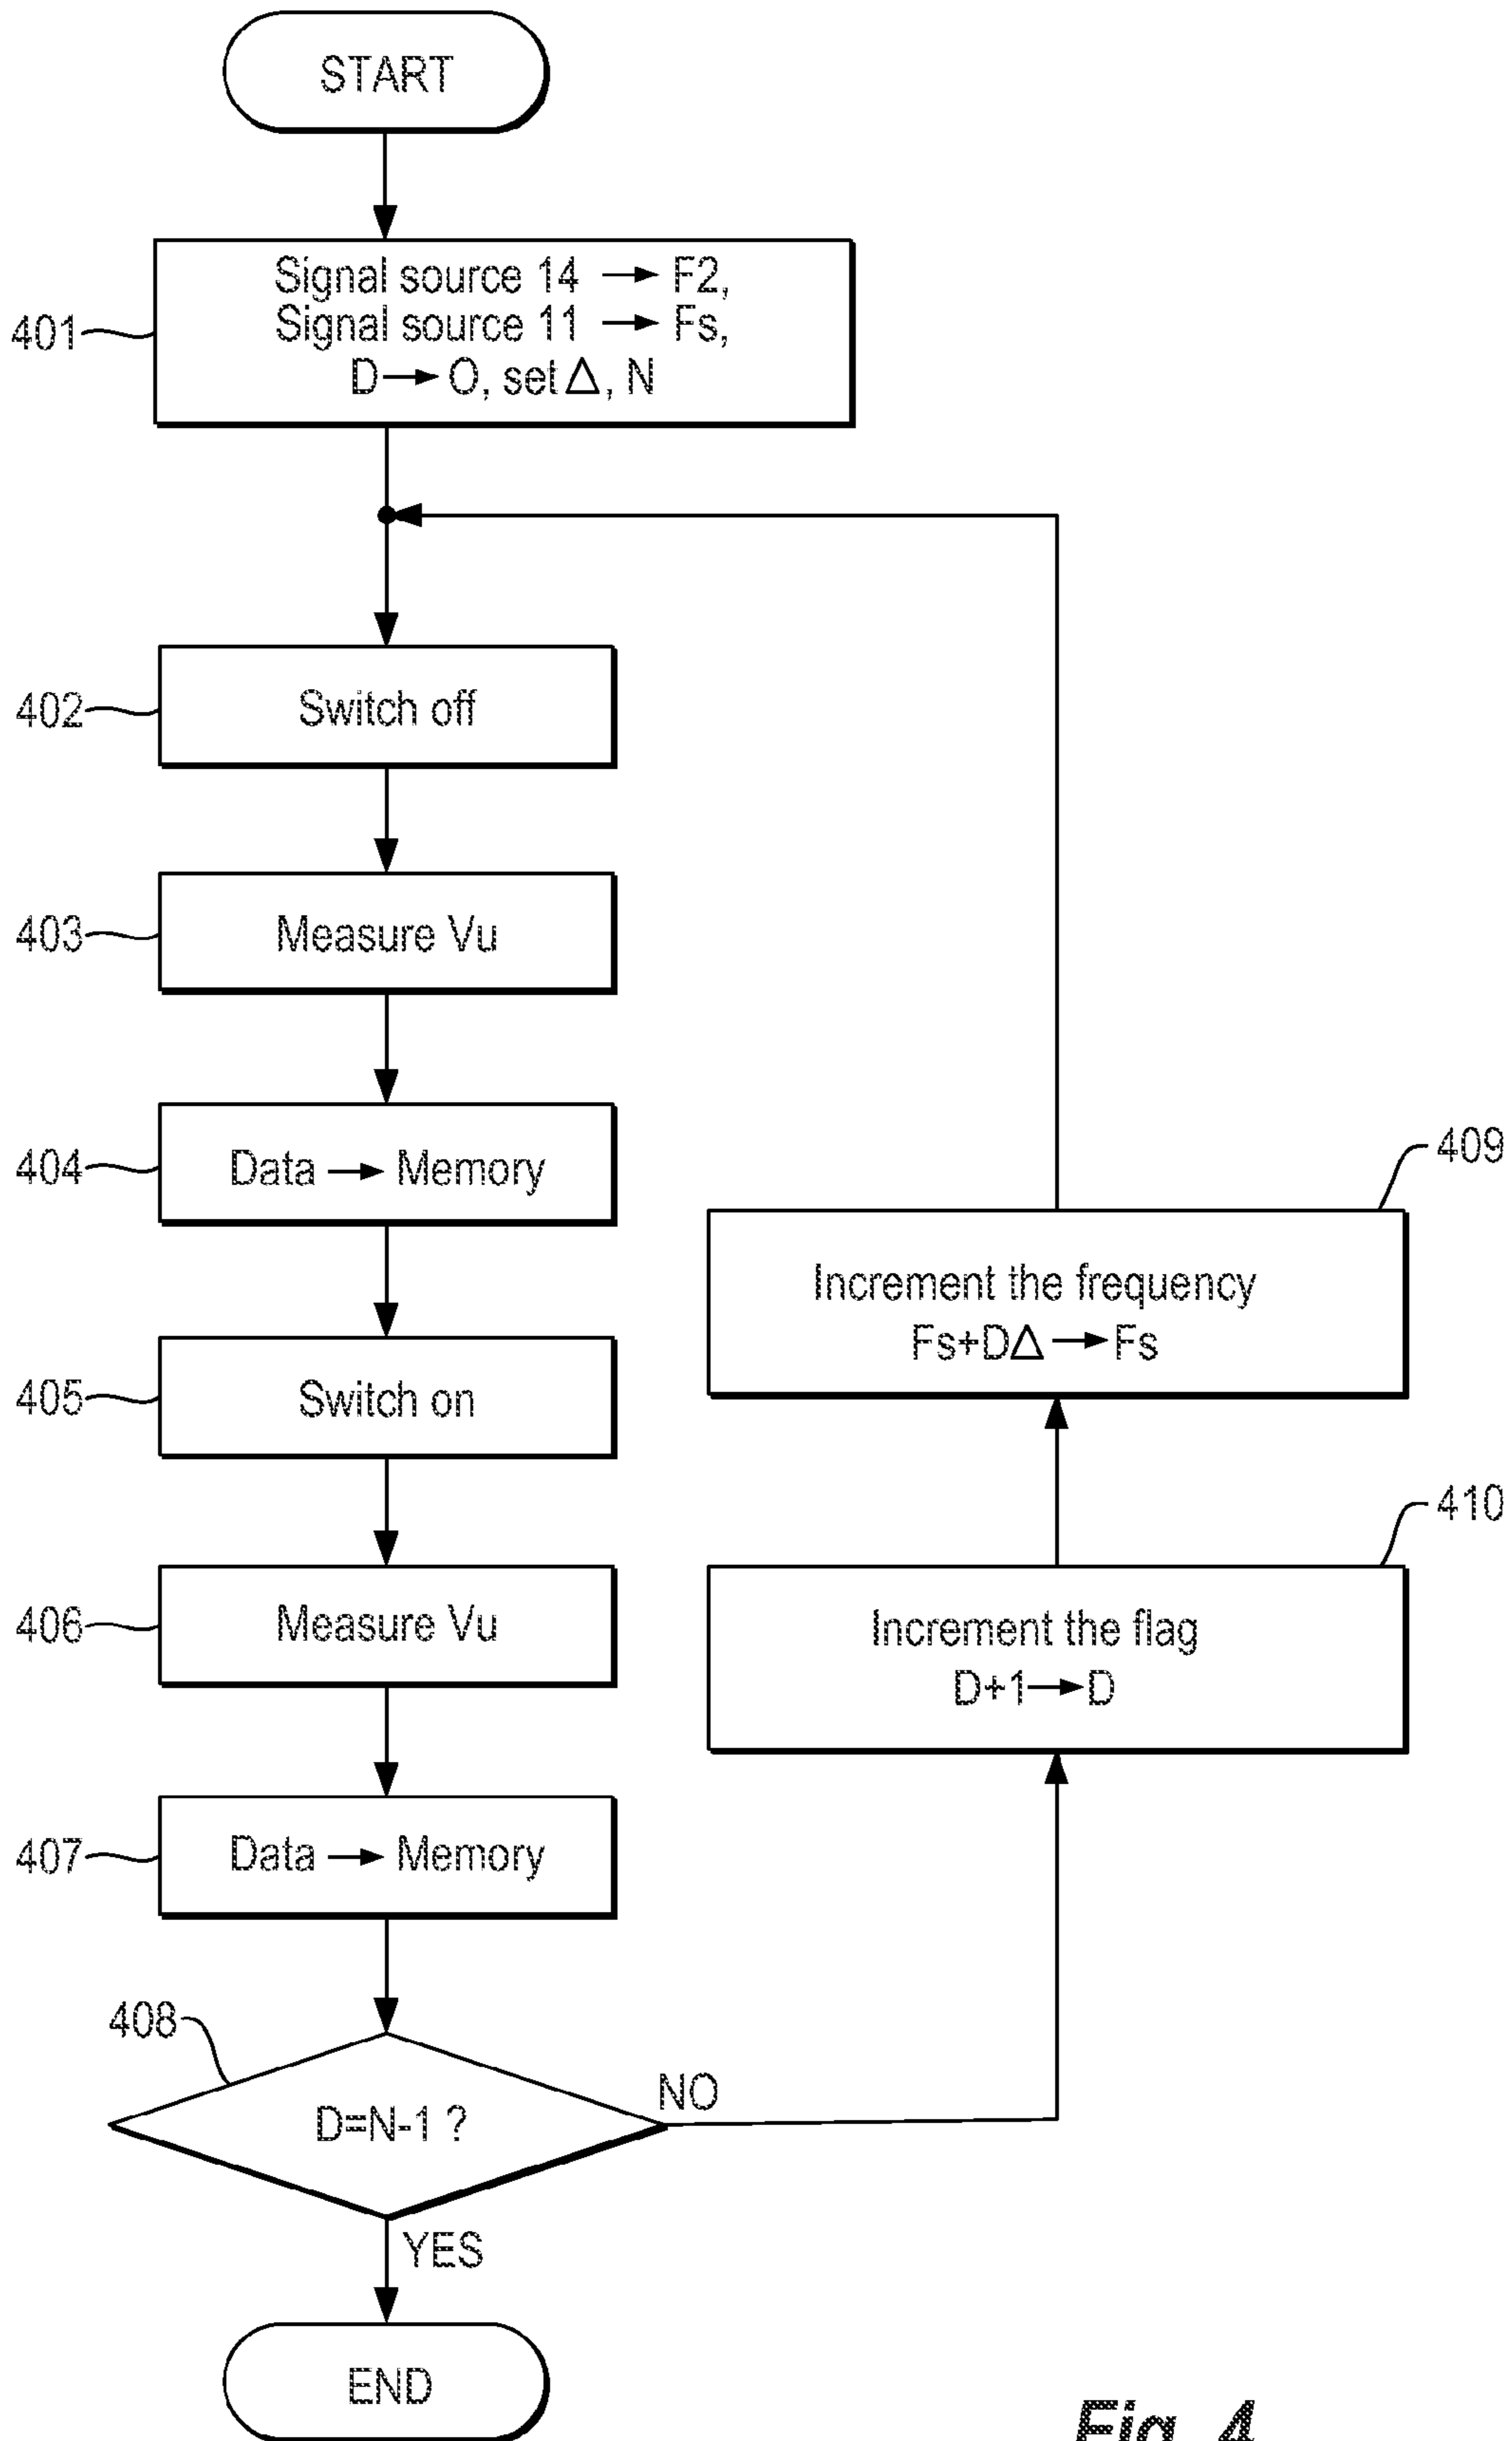 START
401
Signal source 14 → F2,
Signal source 11 → Fs,
D → O, set Δ, N
402
Switch off
403
Measure Vu
404
Data → Memory
405
Switch on
406
Measure Vu
407
Data → Memory
408
D=N-1 ?
NO
YES
END
409
Increment the frequency
Fs+DΔ → Fs
410
Increment the flag
D+1 → D
Fig. 4